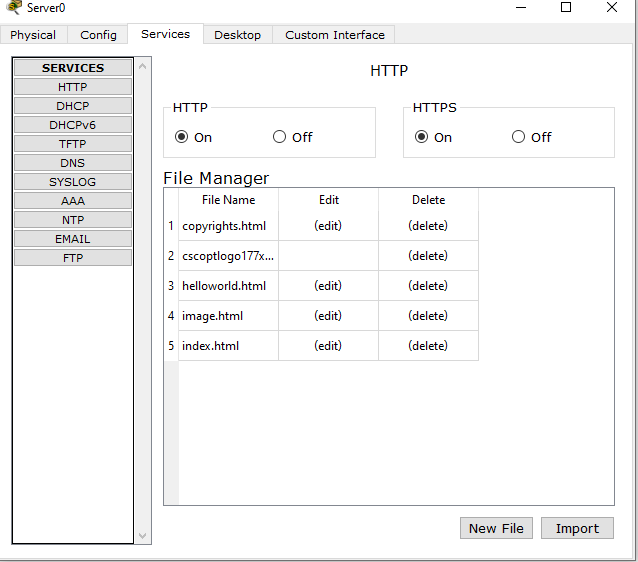 Server0
Physical Config Services Desktop Custom Interface
SERVICES
HTTP
DHCP
DHCPv6
TFTP
DNS
SYSLOG
AAA
NTP
EMAIL
FTP
HTTP
HTTP
On Off
HTTPS
On Off
File Manager
File Name Edit Delete
1 copyrights.html (edit) (delete)
2 cscoptlogo177x... (delete)
3 helloworld.html (edit) (delete)
4 image.html (edit) (delete)
5 index.html (edit) (delete)
New File Import